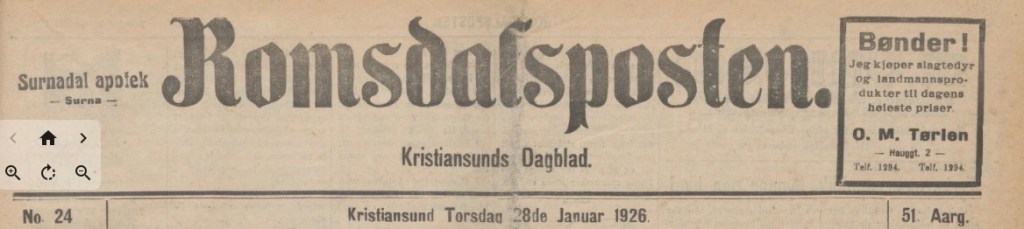 Surnadal apotek
— Surna —
Romsdalsposten.
Kristiansunds Dagblad.
Bønder!
Jeg kjøper slagtedyr
og landmannspro-
dukter til dagens
høieste priser.
O. M. Tørlen
— Hauggt. 2 —
Telf. 1294. Telf. 1294.
No. 24
Kristiansund Torsdag 28de Januar 1926.
51. Aarg.